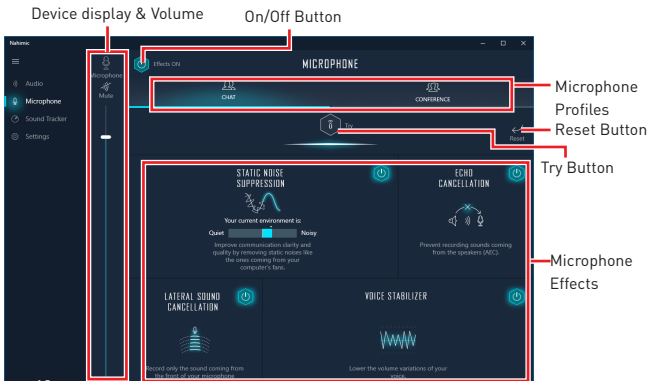 Device display & Volume
On/Off Button
Nahimic
Effects ON
MICROPHONE
Microphone
Mute
Audio
Microphone
Sound Tracker
Settings
CHAT
CONFERENCE
Microphone
Profiles
Try
Reset
Reset Button
Try Button
STATIC NOISE
SUPPRESSION
Your current environment is:
Quiet
Noisy
Improve communication clarity and
quality by removing static noises like
the ones coming from your
computer's fans.
ECHO
CANCELLATION
Prevent recording sounds coming
from the speakers (AEC).
Microphone
Effects
LATERAL SOUND
CANCELLATION
Record only the sound coming from
the front of your microphone.
VOICE STABILIZER
Lower the volume variations of your
voice.